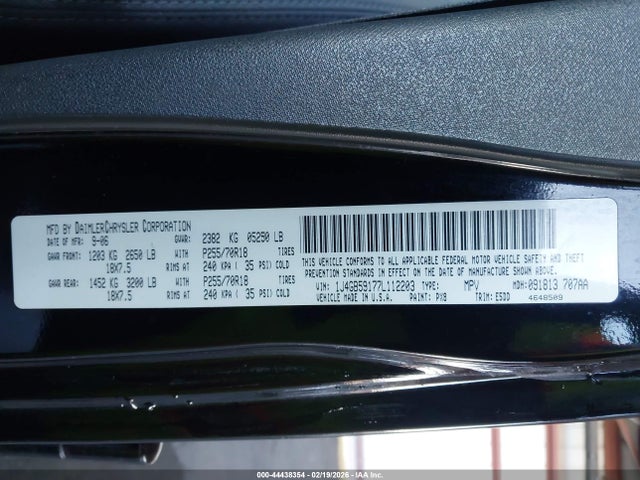 MFD BY DAIMLERCHRYSLER CORPORATION
DATE OF MFR: 9-06 GVWR: 2382 KG 05250 LB
GAWR FRONT: 1203 KG 2650 LB WITH P255/70R18 TIRES
18X7.5 RIMS AT 240 KPA ( 35 PSI) COLD
GAWR REAR: 1452 KG 3200 LB WITH P255/70R18 TIRES
18X7.5 RIMS AT 240 KPA ( 35 PSI) COLD
THIS VEHICLE CONFORMS TO ALL APPLICABLE FEDERAL MOTOR VEHICLE SAFETY AND THEFT
PREVENTION STANDARDS IN EFFECT ON THE DATE OF MANUFACTURE SHOWN ABOVE.
VIN: 1J4GB59177L112203 TYPE: MPV MDH: 091813 707AA
MADE IN U.S.A. PAINT: PX8 TRIM: E5DD 4648509
000-44438354 - 02/19/2026 - IAA Inc.